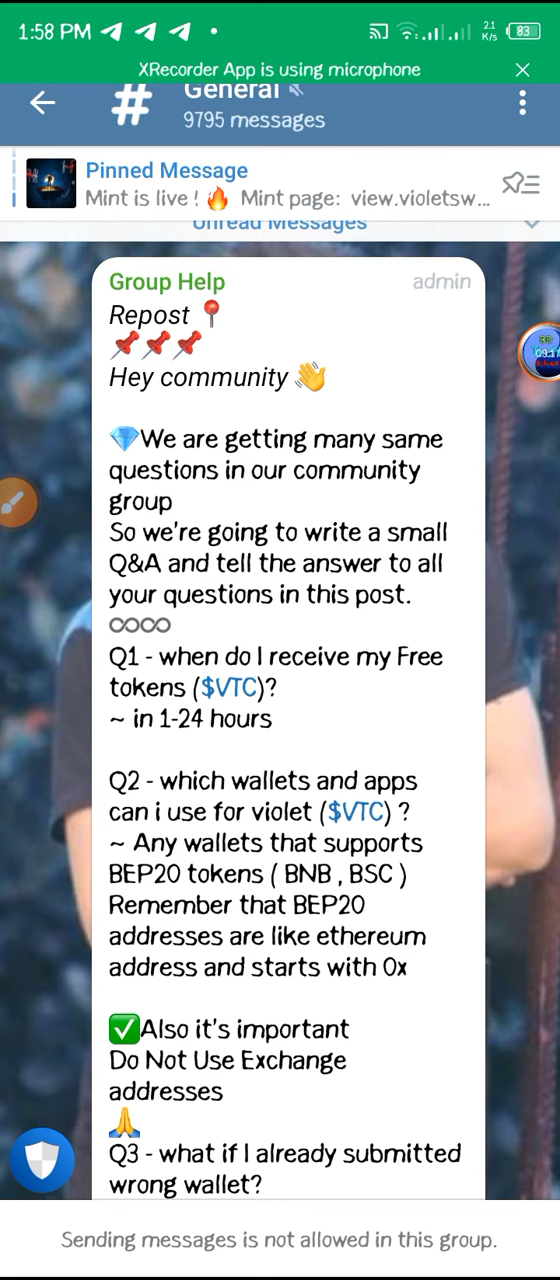 1:58 PM
2.1 K/s
83
XRecorder App is using microphone
# General
9795 messages
Pinned Message
Mint is live ! 🔥 Mint page: view.violetsw...
Unread Messages
Group Help admin
Repost 📍
📌📌📌
Hey community 👋
💎We are getting many same
questions in our community
group
So we're going to write a small
Q&A and tell the answer to all
your questions in this post.
∞∞
Q1 - when do I receive my Free
tokens ($VTC)?
~ in 1-24 hours
Q2 - which wallets and apps
can i use for violet ($VTC) ?
~ Any wallets that supports
BEP20 tokens ( BNB , BSC )
Remember that BEP20
addresses are like ethereum
address and starts with 0x
✅Also it's important
Do Not Use Exchange
addresses
🙏
Q3 - what if I already submitted
wrong wallet?
Sending messages is not allowed in this group.